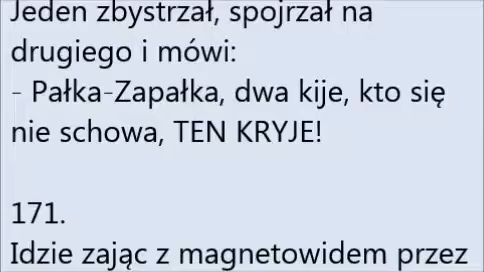 Jeden zbystrzał, spojrzał na
drugiego i mówi:
- Pałka-Zapałka, dwa kije, kto się
nie schowa, TEN KRYJE!
171.
Idzie zając z magnetowidem przez